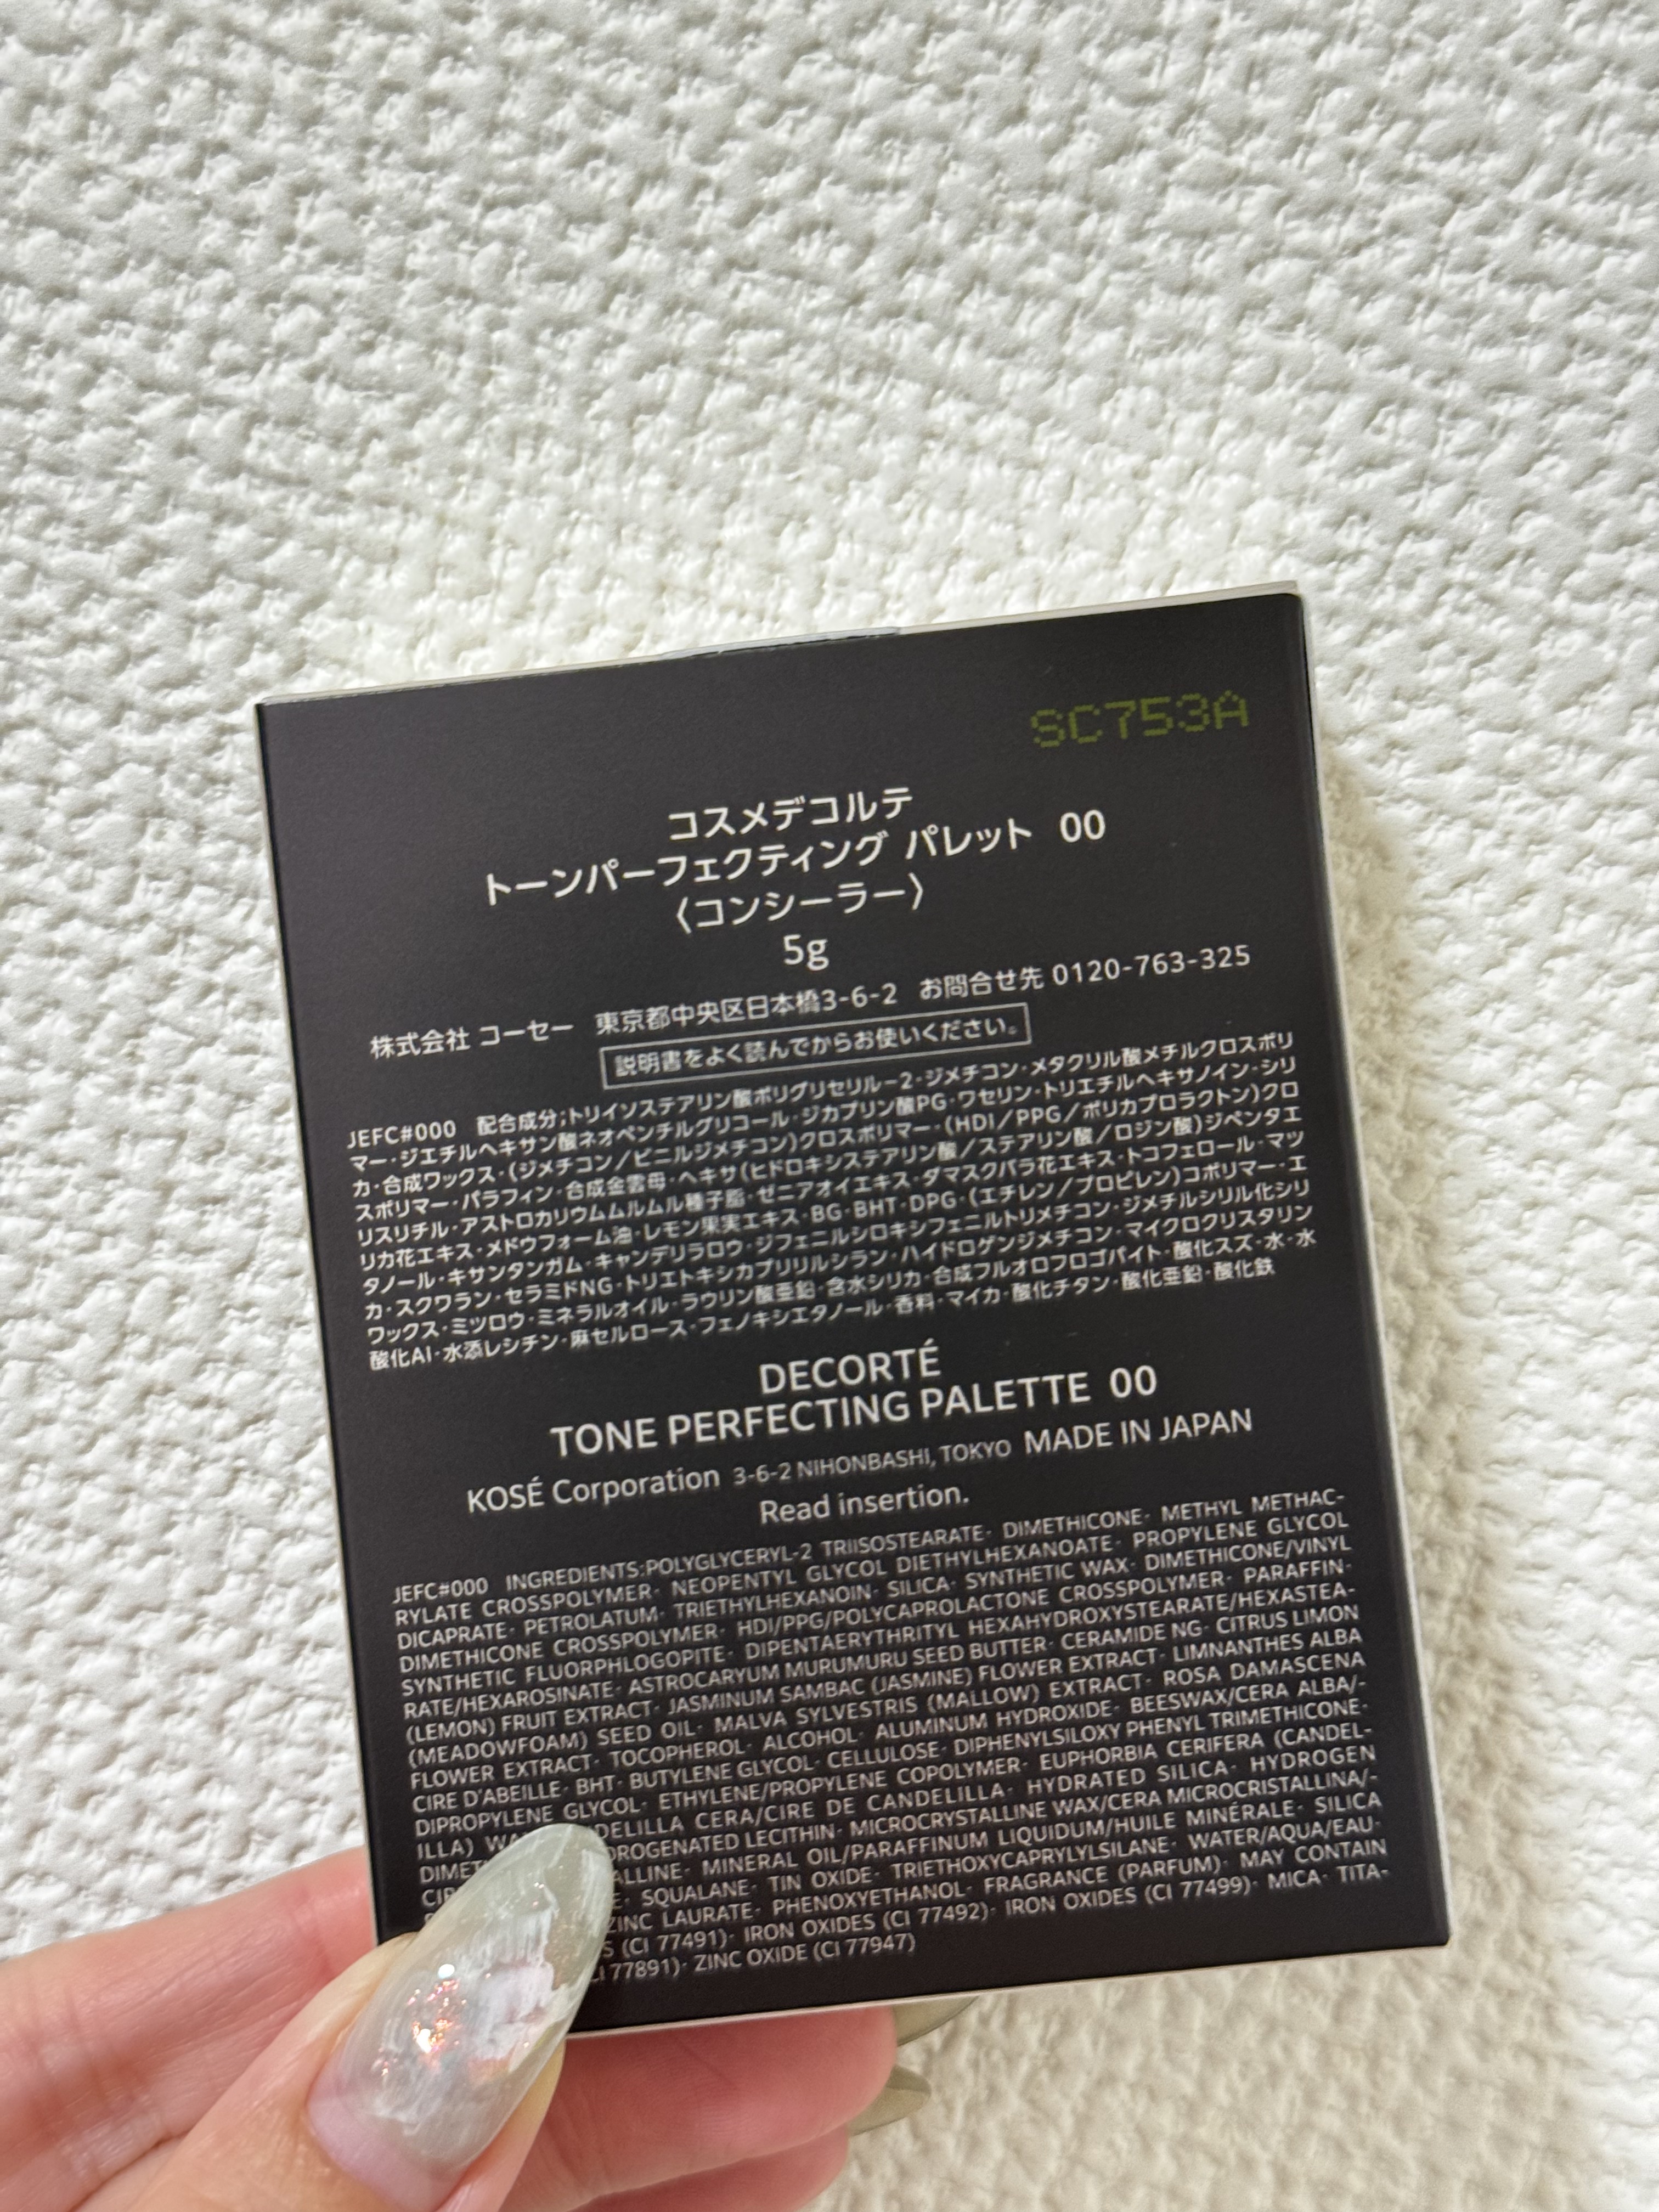 SC753A
コスメデコルテ
トーンパーフェクティング パレット 00
〈コンシーラー〉
5g
株式会社 コーセー 東京都中央区日本橋3-6-2 お問合せ先 0120-763-325
説明書をよく読んでからお使いください。
JEFC#000 配合成分;トリイソステアリン酸ポリグリセリル-2·ジメチコン·メタクリル酸メチルクロスポリ
マー·ジエチルヘキサン酸ネオペンチルグリコール·ジカプリン酸PG·ワセリン·トリエチルヘキサノイン·シリ
カ·合成ワックス·(ジメチコン/ビニルジメチコン)クロスポリマー·(HDI/PPG/ポリカプロラクトン)クロ
スポリマー·パラフィン·合成金雲母·ヘキサ(ヒドロキシステアリン酸/ステアリン酸/ロジン酸)ジペンタエ
リスリチル·アストロカリウムムルムル種子脂·ゼニアオイエキス·ダマスクバラ花エキス·トコフェロール·マツ
リカ花エキス·メドウフォーム油·レモン果実エキス·BG·BHT·DPG·(エチレン/プロピレン)コポリマー·エ
タノール·キサンタンガム·キャンデリラロウ·ジフェニルシロキシフェニルトリメチコン·ジメチルシリル化シリ
カ·スクワラン·セラミドNG·トリエトキシカプリリルシラン·ハイドロゲンジメチコン·マイクロクリスタリン
ワックス·ミツロウ·ミネラルオイル·ラウリン酸亜鉛·含水シリカ·合成フルオロフロゴパイト·酸化スズ·水·水
酸化Al·水添レシチン·麻セルロース·フェノキシエタノール·香料·マイカ·酸化チタン·酸化亜鉛·酸化鉄
DECORTÉ
TONE PERFECTING PALETTE 00
KOSÉ Corporation 3-6-2 NIHONBASHI, TOKYO MADE IN JAPAN
Read insertion.
JEFC#000 INGREDIENTS:POLYGLYCERYL-2 TRIISOSTEARATE· DIMETHICONE· METHYL METHAC-
RYLATE CROSSPOLYMER· NEOPENTYL GLYCOL DIETHYLHEXANOATE· PROPYLENE GLYCOL
DICAPRATE· PETROLATUM· TRIETHYLHEXANOIN· SILICA· SYNTHETIC WAX· DIMETHICONE/VINYL
DIMETHICONE CROSSPOLYMER· HDI/PPG/POLYCAPROLACTONE CROSSPOLYMER· PARAFFIN·
SYNTHETIC FLUORPHLOGOPITE· DIPENTAERYTHRITYL HEXAHYDROXYSTEARATE/HEXASTEA-
RATE/HEXAROSINATE· ASTROCARYUM MURUMURU SEED BUTTER· CERAMIDE NG· CITRUS LIMON
(LEMON) FRUIT EXTRACT· JASMINUM SAMBAC (JASMINE) FLOWER EXTRACT· LIMNANTHES ALBA
(MEADOWFOAM) SEED OIL· MALVA SYLVESTRIS (MALLOW) EXTRACT· ROSA DAMASCENA
FLOWER EXTRACT· TOCOPHEROL· ALCOHOL· ALUMINUM HYDROXIDE· BEESWAX/CERA ALBA/-
CIRE D'ABEILLE· BHT· BUTYLENE GLYCOL· CELLULOSE· DIPHENYLSILOXY PHENYL TRIMETHICONE·
DIPROPYLENE GLYCOL· ETHYLENE/PROPYLENE COPOLYMER· EUPHORBIA CERIFERA (CANDEL-
ILLA) CERA/CIRE DE CANDELILLA· HYDRATED SILICA· HYDROGEN
LECITHIN· MICROCRYSTALLINE WAX/CERA MICROCRISTALLINA/-
MINERAL OIL/PARAFFINUM LIQUIDUM/HUILE MINÉRALE· SILICA
SQUALANE· TIN OXIDE· TRIETHOXYCAPRYLYLSILANE· WATER/AQUA/EAU·
ZINC LAURATE· PHENOXYETHANOL· FRAGRANCE (PARFUM)· MAY CONTAIN
(CI 77491)· IRON OXIDES (CI 77492)· IRON OXIDES (CI 77499)· MICA· TITA-
77891)· ZINC OXIDE (CI 77947)